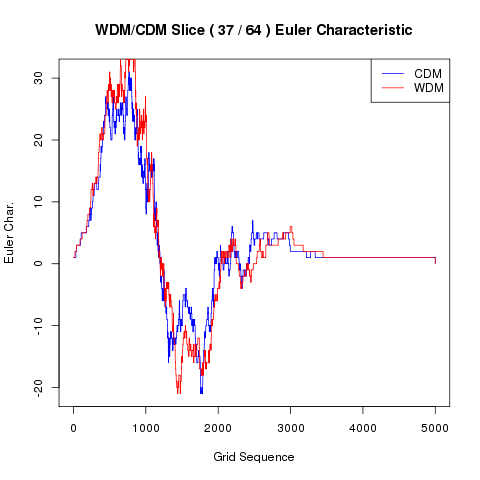 WDM/CDM Slice ( 37 / 64 ) Euler Characteristic
CDM
WDM
Euler Char.
30
20
10
0
-10
-20
0 1000 2000 3000 4000 5000
Grid Sequence